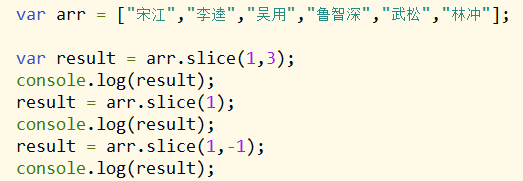 var arr = ["宋江","李逵","吴用","鲁智深","武松","林冲"];
var result = arr.slice(1,3);
console.log(result);
result = arr.slice(1);
console.log(result);
result = arr.slice(1,-1);
console.log(result);